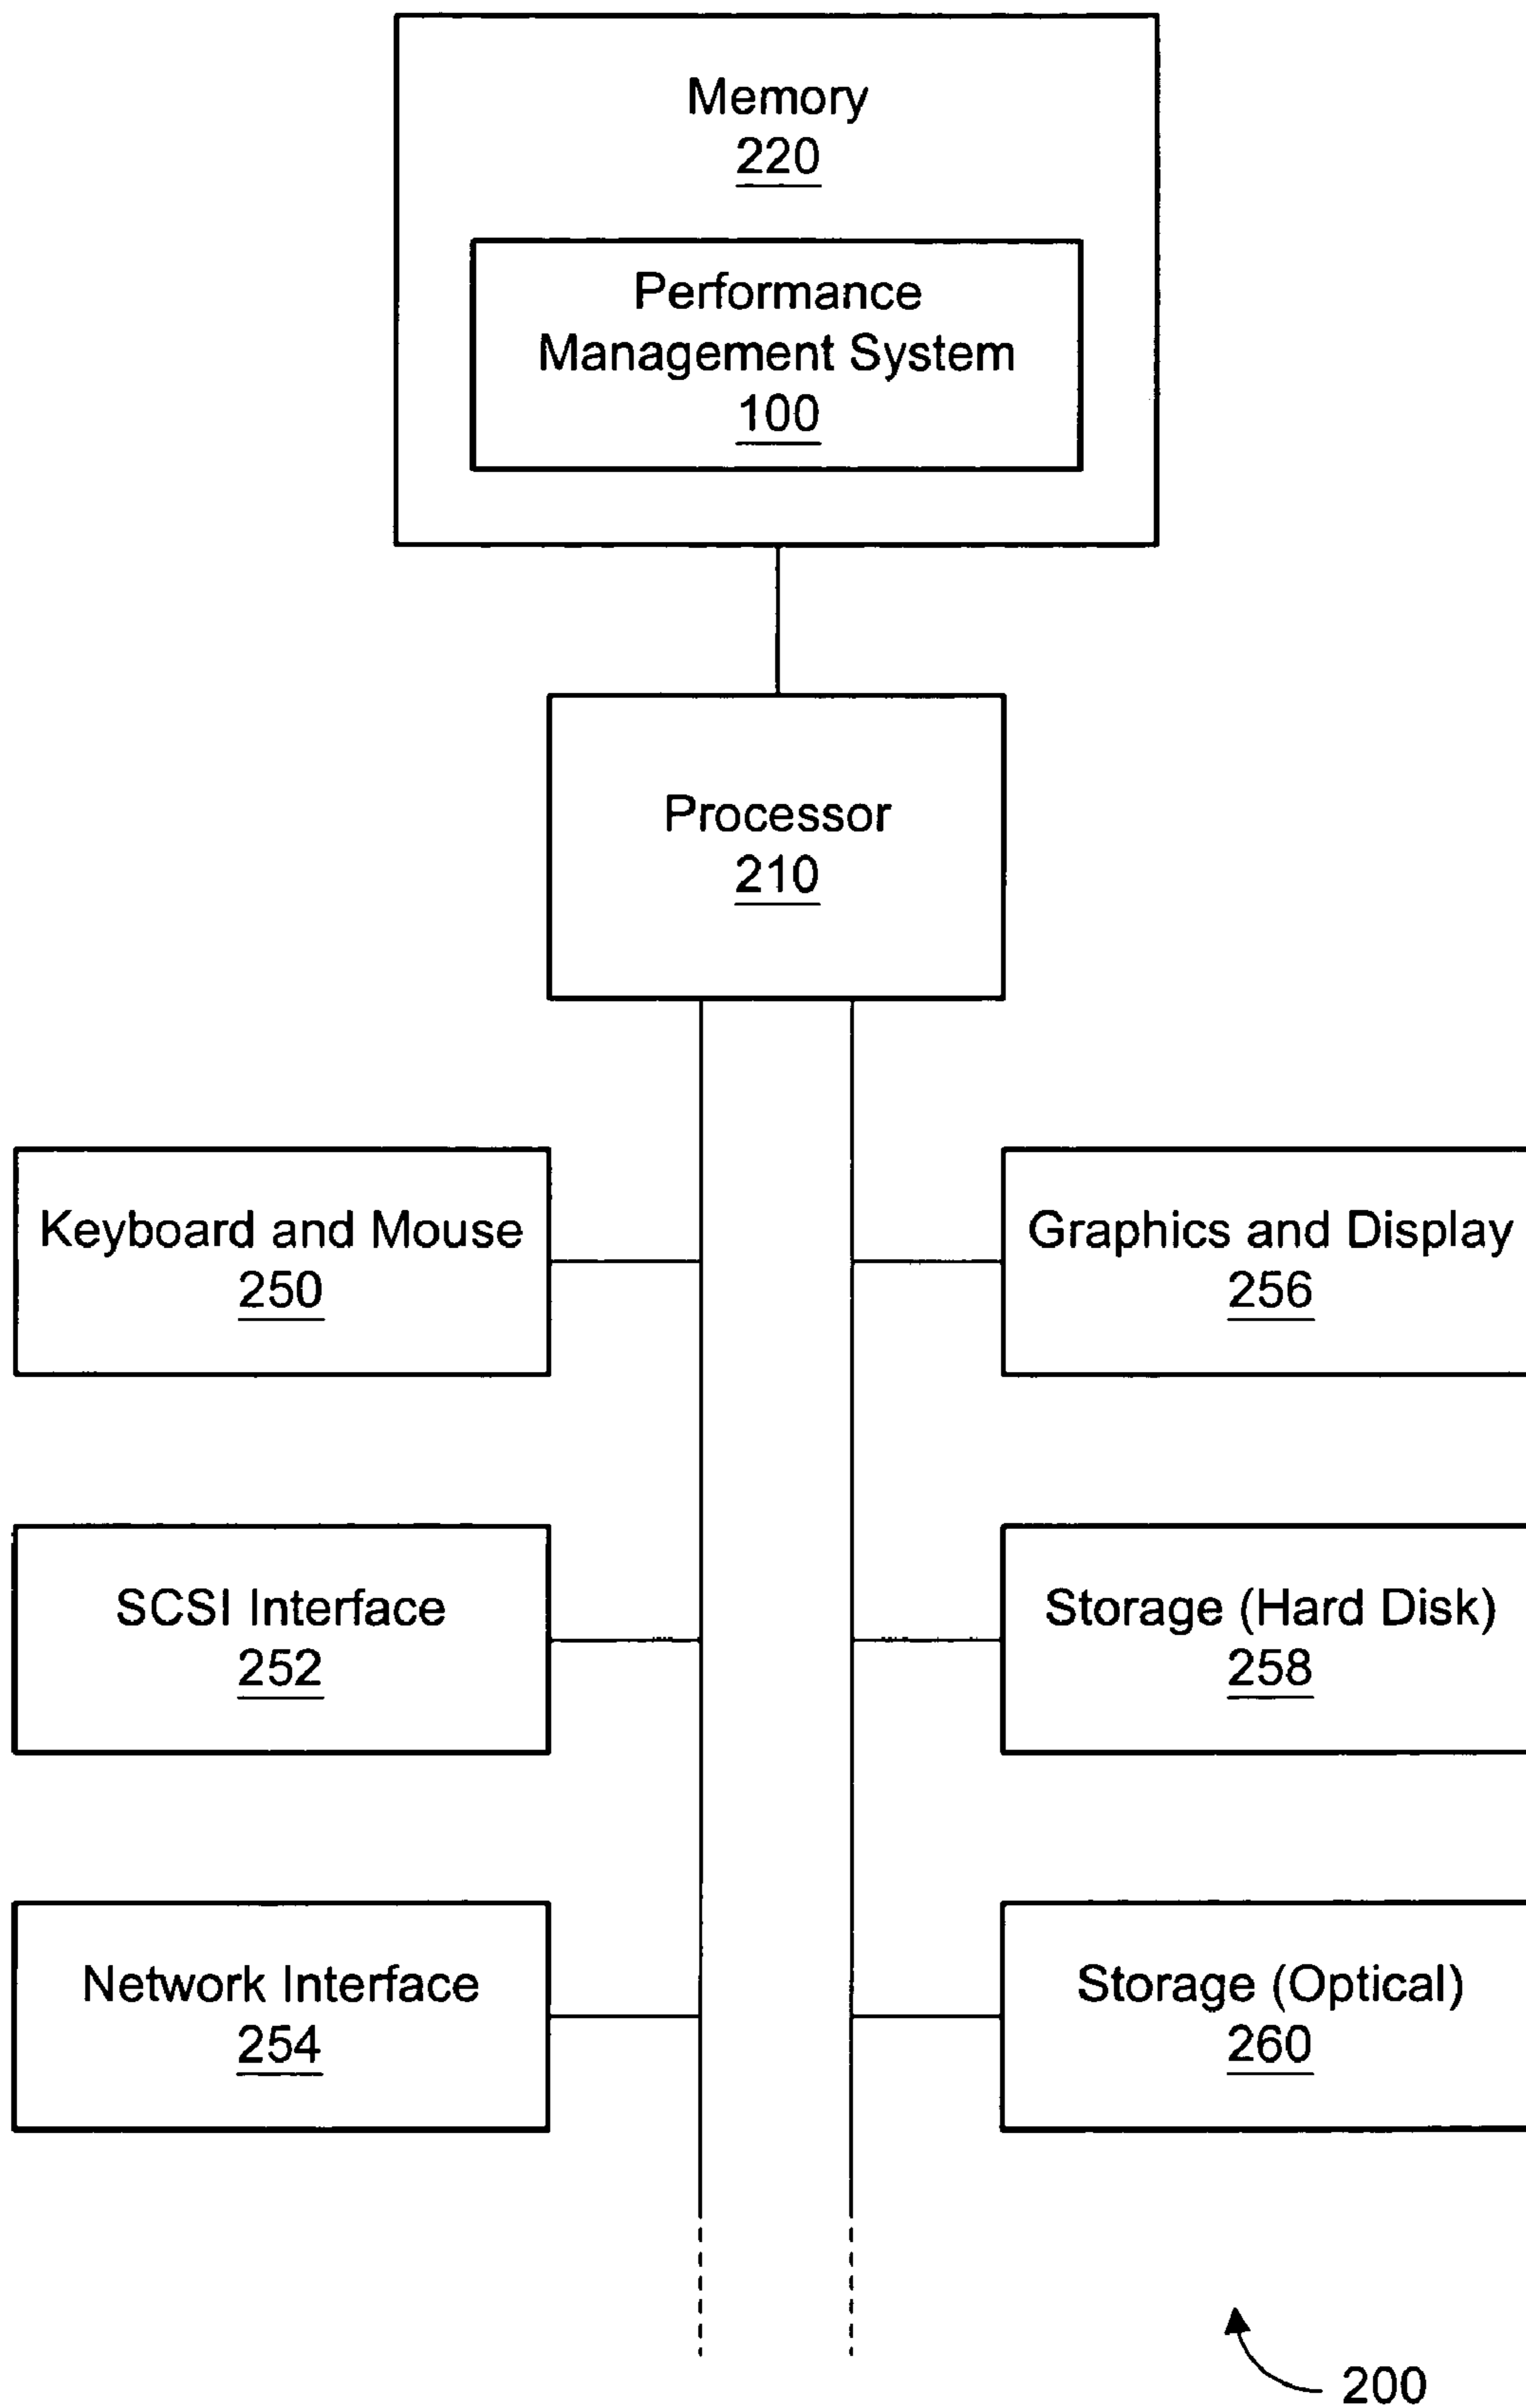 Memory
220
Performance
Management System
100
Processor
210
Keyboard and Mouse
250
Graphics and Display
256
SCSI Interface
252
Storage (Hard Disk)
258
Network Interface
254
Storage (Optical)
260
200